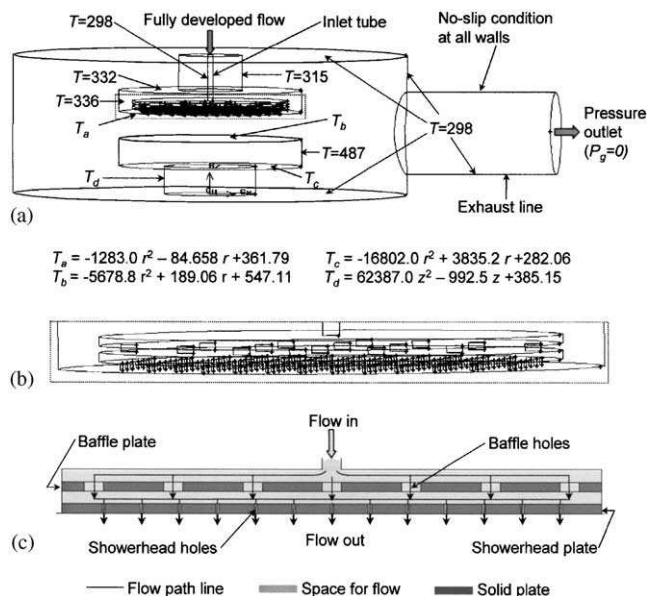 Fully developed flow
Inlet tube
No-slip condition
at all walls
T=298
T=332
T=315
T=336
Pressure
outlet
(Pg=0)
Ta
Tb
T=298
T=487
Td
Tc
(a)
Exhaust line
Ta = -1283.0 r² – 84.658 r +361.79
Tc = -16802.0 r² + 3835.2 r +282.06
Tb = -5678.8 r² + 189.06 r + 547.11
Td = 62387.0 z² –992.5 z +385.15
(b)
Flow in
Baffle plate
Baffle holes
(c)
Showerhead holes
Flow out
Showerhead plate
Flow path line
Space for flow
Solid plate